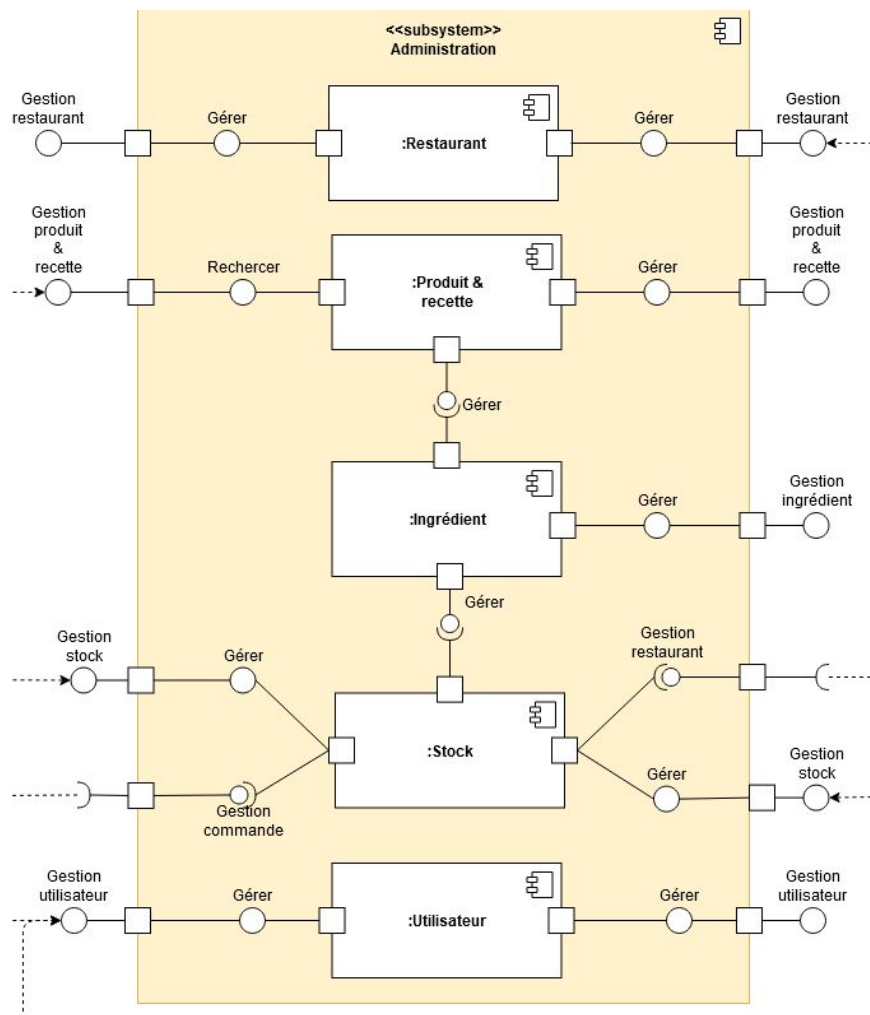 <<subsystem>>
Administration
Gestion
restaurant
Gérer
:Restaurant
Gérer
Gestion
restaurant
Gestion
produit
&
recette
Rechercer
:Produit &
recette
Gérer
Gestion
produit
&
recette
Gérer
:Ingrédient
Gérer
Gestion
ingrédient
Gérer
Gestion
stock
Gérer
Gestion
restaurant
:Stock
Gestion
commande
Gérer
Gestion
stock
Gestion
utilisateur
Gérer
:Utilisateur
Gérer
Gestion
utilisateur